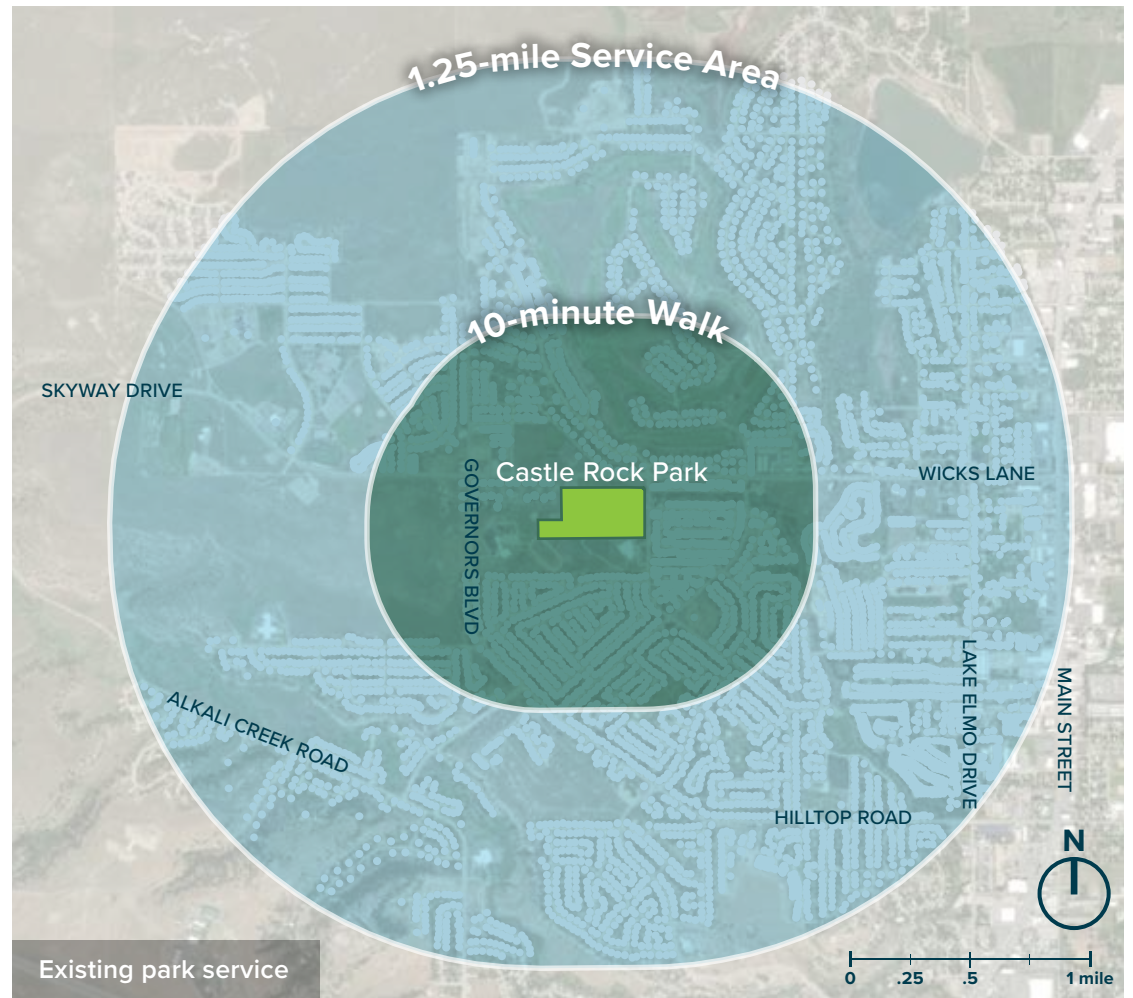 1.25-mile Service Area
10-minute Walk
SKYWAY DRIVE
Castle Rock Park
WICKS LANE
GOVERNORS BLVD
LAKE ELMO DRIVE
MAIN STREET
ALKALI CREEK ROAD
HILLTOP ROAD
N
Existing park service
0 .25 .5 1 mile